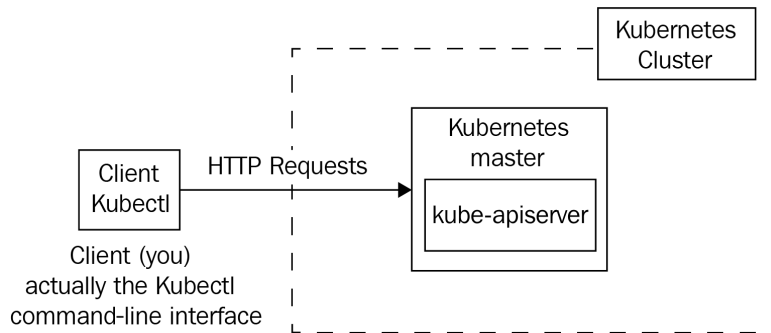 Kubernetes
Cluster
Kubernetes
master
HTTP Requests
Client
Kubectl
kube-apiserver
Client (you)
actually the Kubectl
command-line interface